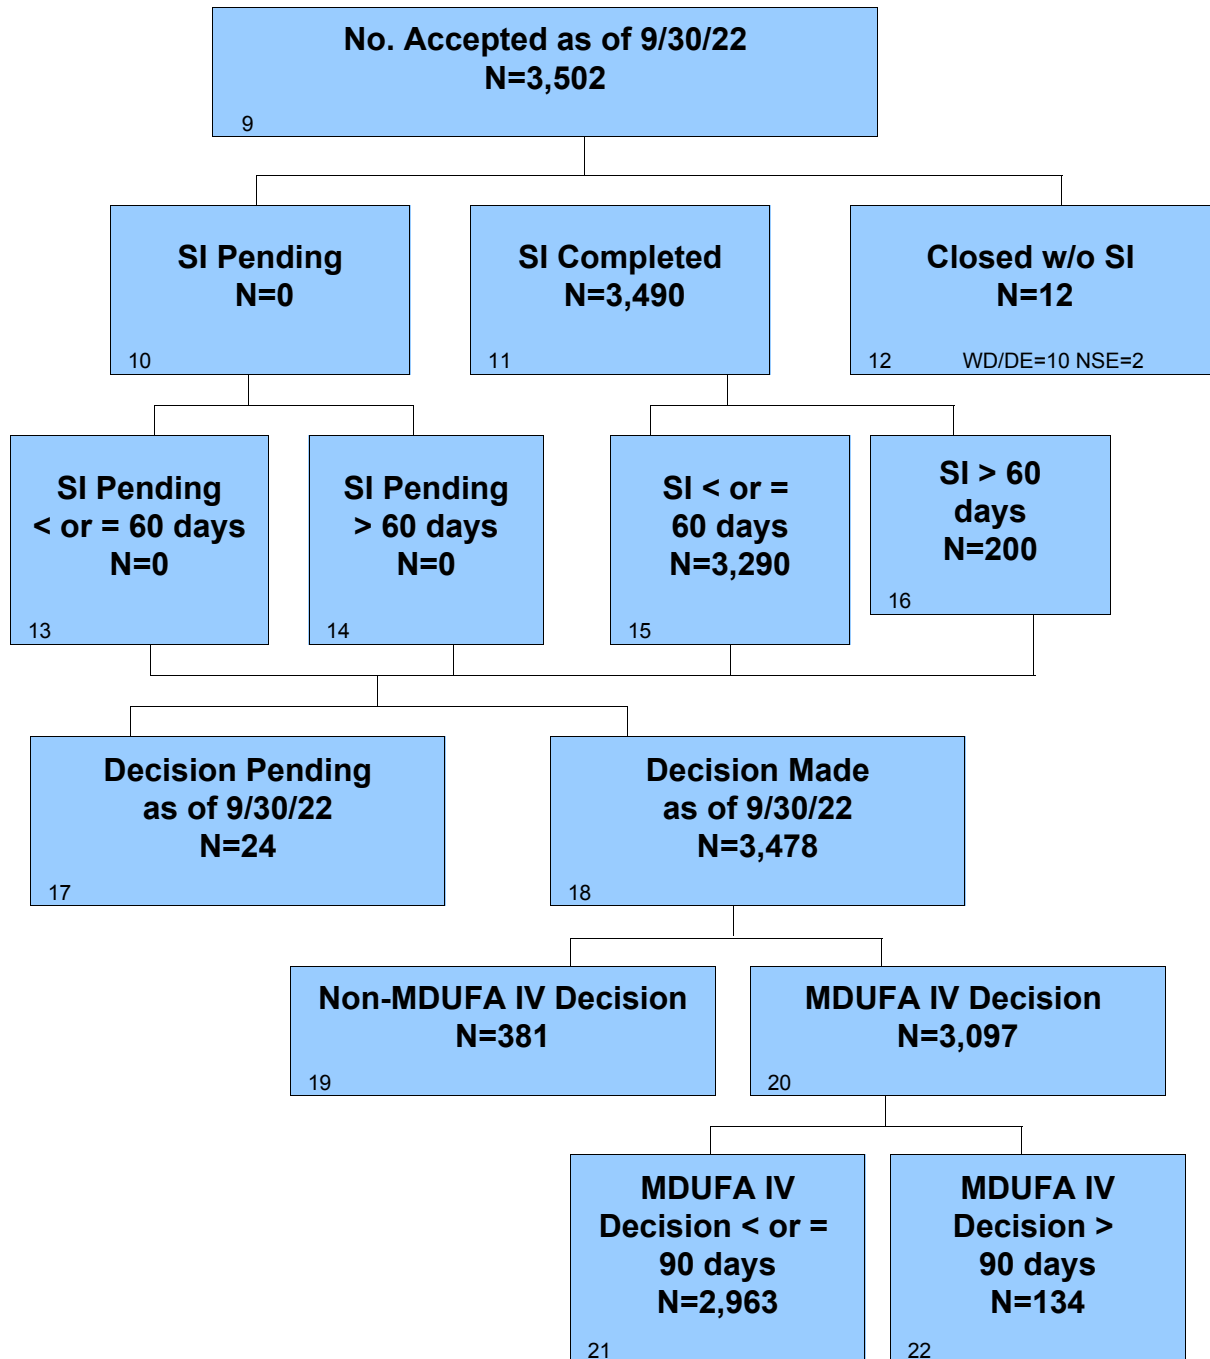 No. Accepted as of 9/30/22
N=3,502
9
SI Pending
N=0
10
SI Completed
N=3,490
11
Closed w/o SI
N=12
12 WD/DE=10 NSE=2
SI Pending
< or = 60 days
N=0
13
SI Pending
> 60 days
N=0
14
SI < or =
60 days
N=3,290
15
SI > 60
days
N=200
16
Decision Pending
as of 9/30/22
N=24
17
Decision Made
as of 9/30/22
N=3,478
18
Non-MDUFA IV Decision
N=381
19
MDUFA IV Decision
N=3,097
20
MDUFA IV
Decision < or =
90 days
N=2,963
21
MDUFA IV
Decision >
90 days
N=134
22